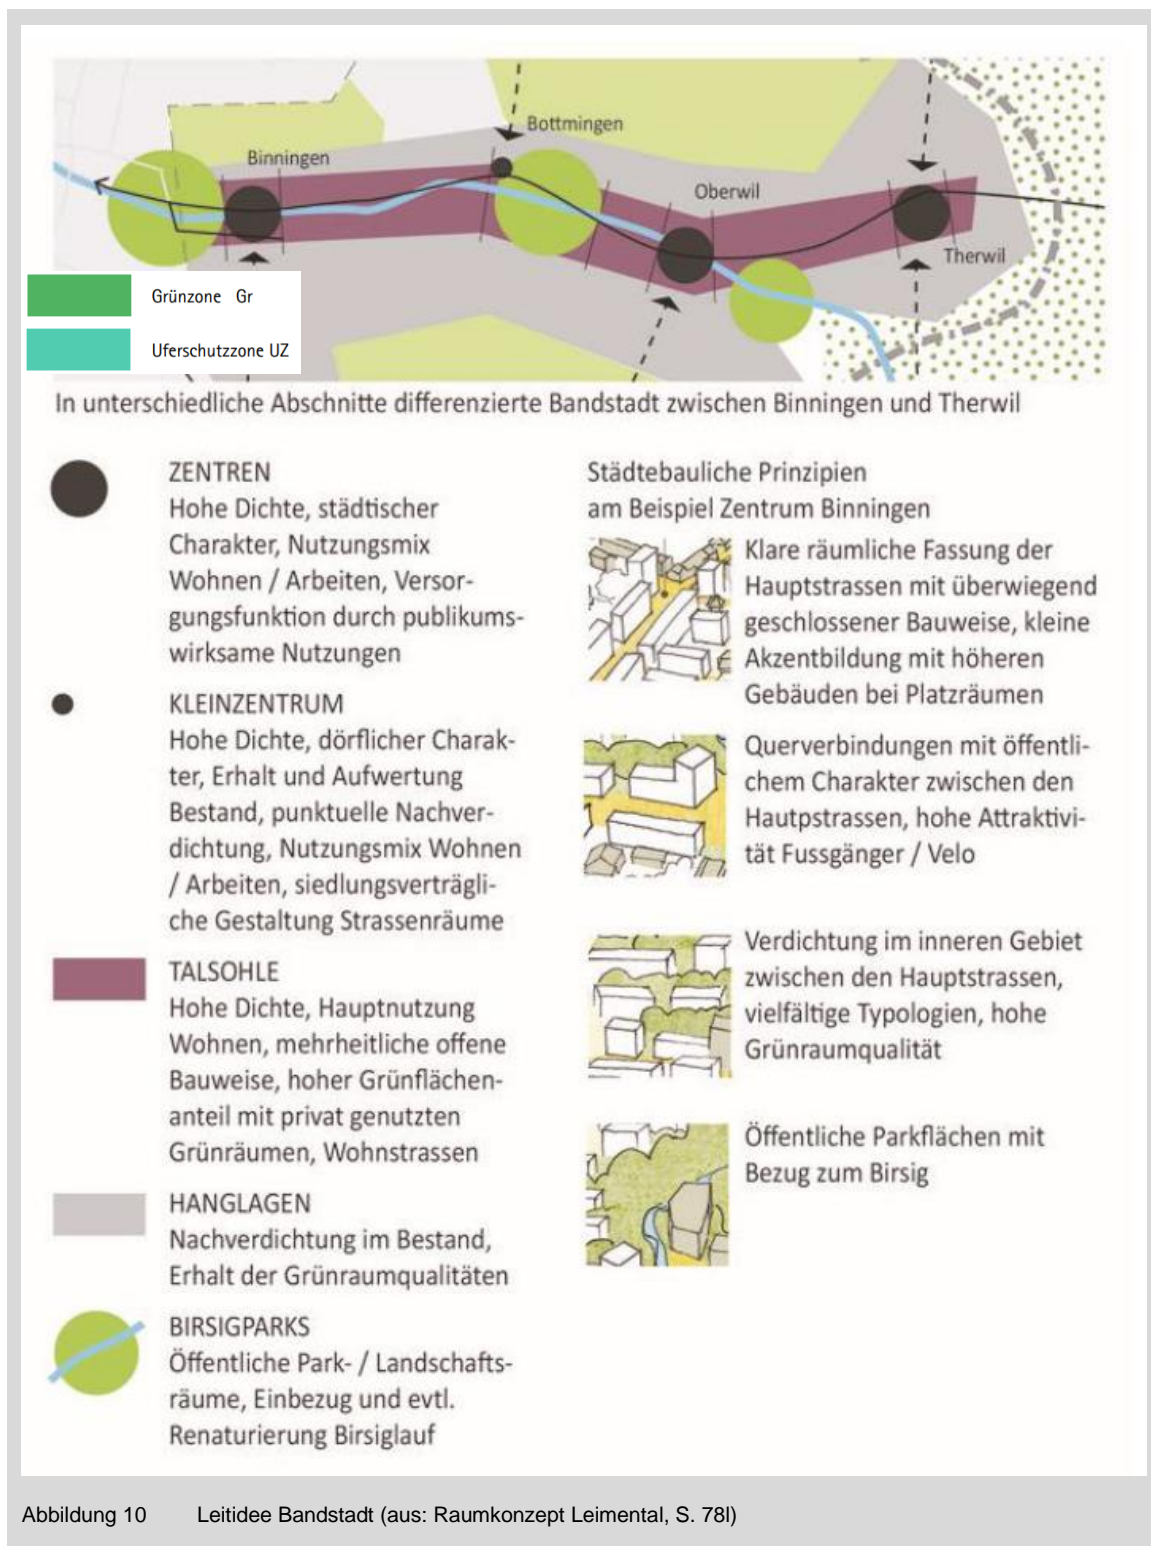 Bottmingen
Binningen
Oberwil
Therwil
Grünzone Gr
Uferschutzzone UZ
In unterschiedliche Abschnitte differenzierte Bandstadt zwischen Binningen und Therwil
ZENTREN
Hohe Dichte, städtischer
Charakter, Nutzungsmix
Wohnen / Arbeiten, Versor-
gungsfunktion durch publikums-
wirksame Nutzungen
KLEINZENTRUM
Hohe Dichte, dörflicher Charak-
ter, Erhalt und Aufwertung
Bestand, punktuelle Nachver-
dichtung, Nutzungsmix Wohnen
/ Arbeiten, siedlungsverträgli-
che Gestaltung Strassenräume
TALSOHLE
Hohe Dichte, Hauptnutzung
Wohnen, mehrheitliche offene
Bauweise, hoher Grünflächen-
anteil mit privat genutzten
Grünräumen, Wohnstrassen
HANGLAGEN
Nachverdichtung im Bestand,
Erhalt der Grünraumqualitäten
BIRSIGPARKS
Öffentliche Park- / Landschafts-
räume, Einbezug und evtl.
Renaturierung Birsiglauf
Städtebauliche Prinzipien
am Beispiel Zentrum Binningen
Klare räumliche Fassung der
Hauptstrassen mit überwiegend
geschlossener Bauweise, kleine
Akzentbildung mit höheren
Gebäuden bei Platzräumen
Querverbindungen mit öffentli-
chem Charakter zwischen den
Hautpstrassen, hohe Attraktivi-
tät Fussgänger / Velo
Verdichtung im inneren Gebiet
zwischen den Hauptstrassen,
vielfältige Typologien, hohe
Grünraumqualität
Öffentliche Parkflächen mit
Bezug zum Birsig
Abbildung 10 Leitidee Bandstadt (aus: Raumkonzept Leimental, S. 78l)